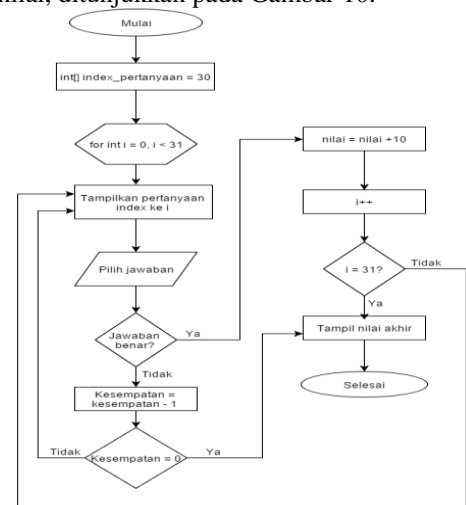 nilai, ditunjukkan pada Gambar 10.
Mulai
int[] index_pertanyaan = 30
for int i = 0, i < 31
Tampilkan pertanyaan
index ke i
Pilih jawaban
Jawaban
benar?
Ya
Tidak
Kesempatan =
kesempatan - 1
Kesempatan = 0
Tidak
Ya
nilai = nilai +10
i++
i = 31?
Tidak
Ya
Tampil nilai akhir
Selesai